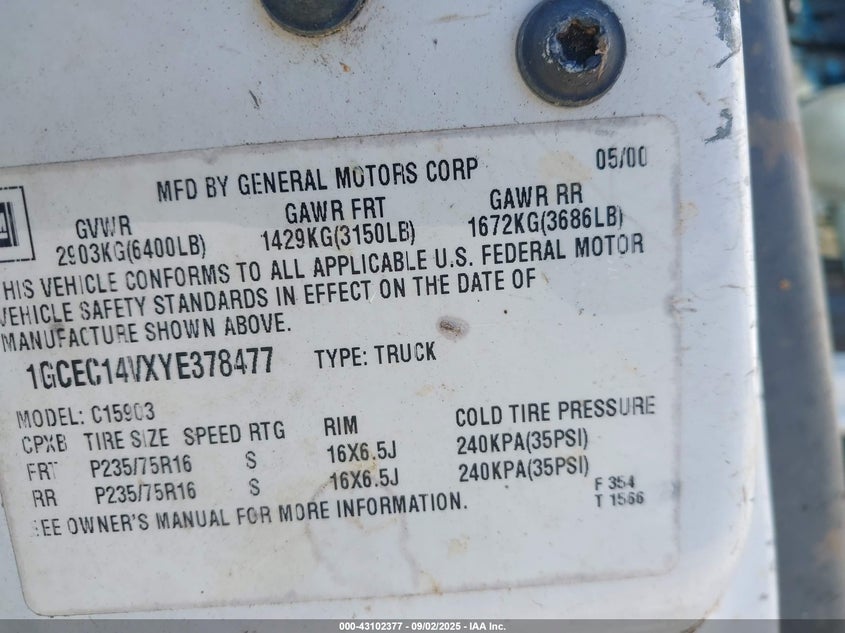 MFD BY GENERAL MOTORS CORP 05/00
GVWR GAWR FRT GAWR RR
2903KG(6400LB) 1429KG(3150LB) 1672KG(3686LB)
HIS VEHICLE CONFORMS TO ALL APPLICABLE U.S. FEDERAL MOTOR
VEHICLE SAFETY STANDARDS IN EFFECT ON THE DATE OF
MANUFACTURE SHOWN ABOVE.
1GCEC14VXYE378477 TYPE: TRUCK
MODEL: C15903
CPXB TIRE SIZE SPEED RTG RIM COLD TIRE PRESSURE
FRT P235/75R16 S 16X6.5J 240KPA(35PSI)
RR P235/75R16 S 16X6.5J 240KPA(35PSI)
SEE OWNER'S MANUAL FOR MORE INFORMATION.
F 354
T 1566
000-43102377 - 09/02/2025 - IAA Inc.